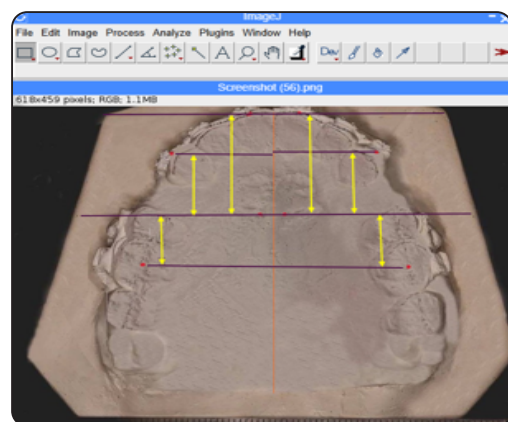 ImageJ
File Edit Image Process Analyze Plugins Window Help
A Dev
Screenshot (56).png
618x459 pixels; RGB; 1.1MB